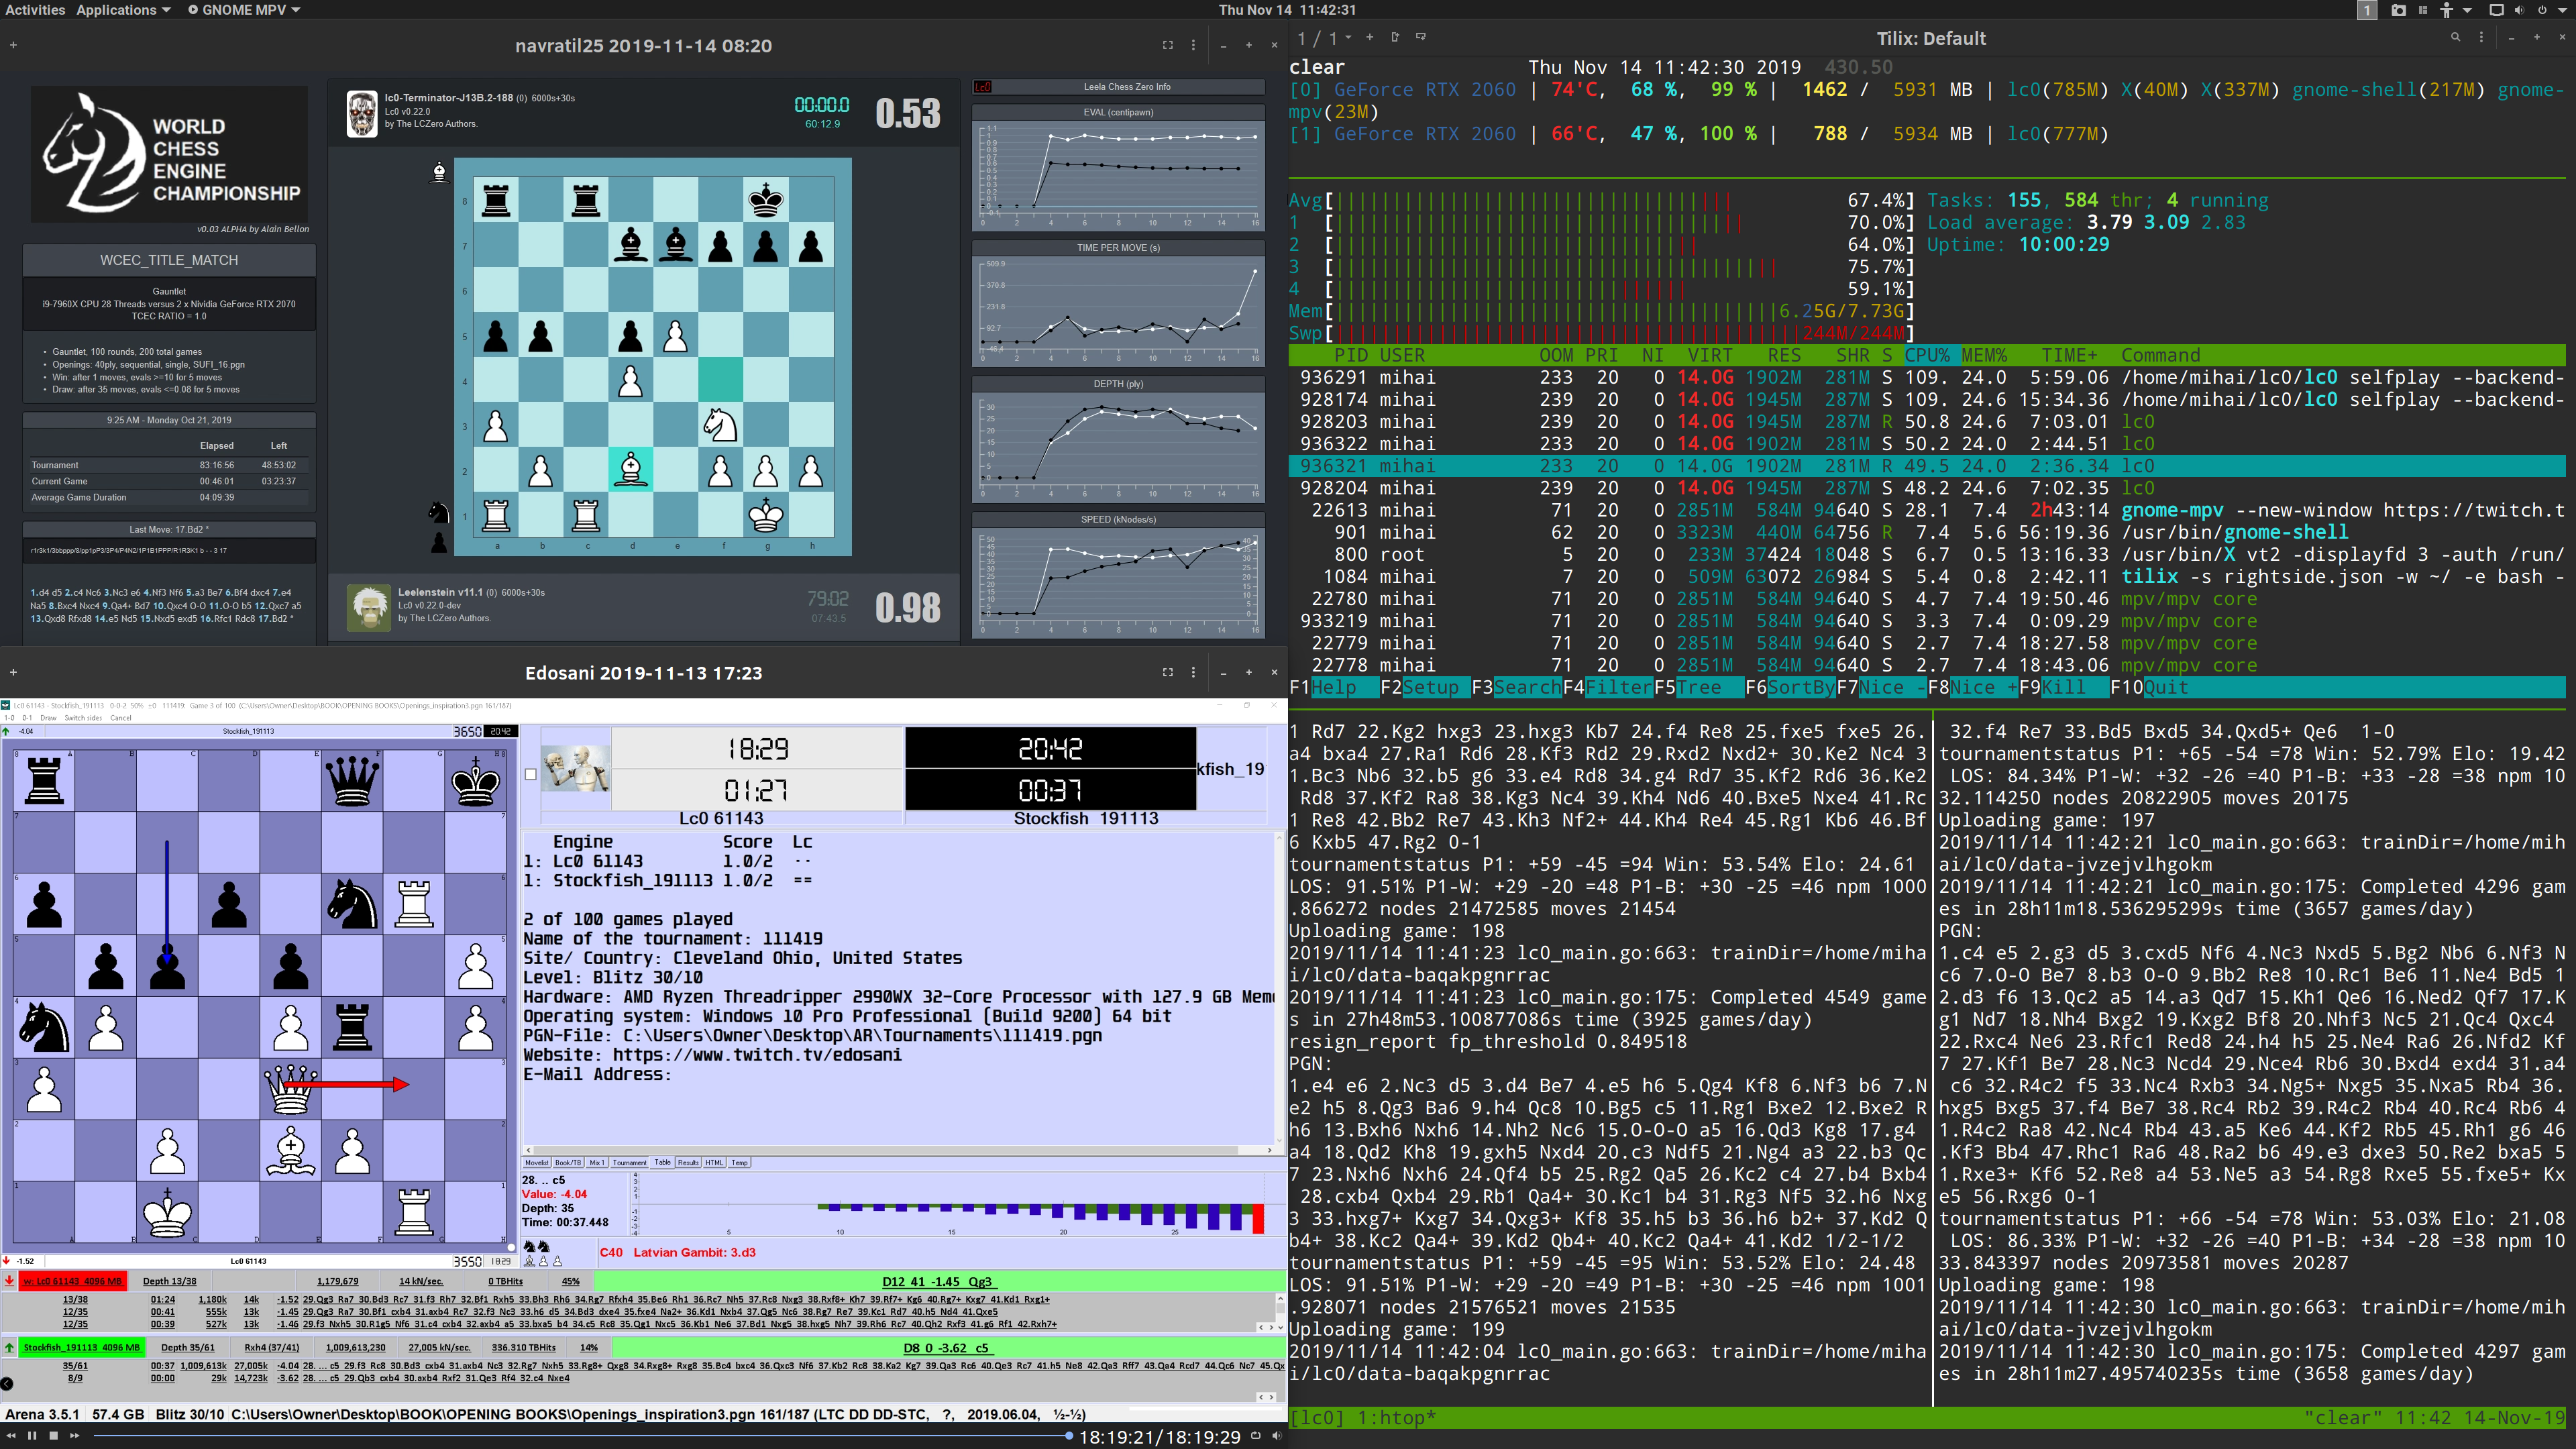 Activities Applications GNOME MPV
Thu Nov 14 11:42:31
1
navratil25 2019-11-14 08:20
WORLD
CHESS
ENGINE
CHAMPIONSHIP
v0.03 ALPHA by Alain Bellon
WCEC_TITLE_MATCH
Gauntlet
i9-7960X CPU 28 Threads versus 2 x Nividia GeForce RTX 2070
TCEC RATIO = 1.0
• Gauntlet, 100 rounds, 200 total games
• Openings: 40ply, sequential, single, SUFI_16.pgn
• Win: after 1 moves, evals >=10 for 5 moves
• Draw: after 35 moves, evals <=0.08 for 5 moves
9:25 AM - Monday Oct 21, 2019
Elapsed Left
Tournament 83:16:56 48:53:02
Current Game 00:46:01 03:23:37
Average Game Duration 04:09:39
Last Move: 17.Bd2 *
r1r3k1/3bbppp/8/pp1pP3/3P4/P4N2/1P1B1PPP/R1R3K1 b - - 3 17
1.d4 d5 2.c4 Nc6 3.Nc3 e6 4.Nf3 Nf6 5.a3 Be7 6.Bf4 dxc4 7.e4
Na5 8.Bxc4 Nxc4 9.Qa4+ Bd7 10.Qxc4 O-O 11.O-O b5 12.Qxc7 a5
13.Qxd8 Rfxd8 14.e5 Nd5 15.Nxd5 exd5 16.Rfc1 Rdc8 17.Bd2 *
lc0-Terminator-J13B.2-188 (0) 6000s+30s
Lc0 v0.22.0
by The LCZero Authors.
00:00.0
60:12.9
0.53
8
7
6
5
4
3
2
1
a b c d e f g h
Leelenstein v11.1 (0) 6000s+30s
Lc0 v0.22.0-dev
by The LCZero Authors.
79:02
07:43.5
0.98
Lc0
Leela Chess Zero Info
EVAL (centipawn)
TIME PER MOVE (s)
509.9
370.8
231.8
92.7
DEPTH (ply)
SPEED (kNodes/s)
Edosani 2019-11-13 17:23
Lc0 61143 - Stockfish_191113 0-0-2 50% ±0 111419; Game 3 of 100 (C:\Users\Owner\Desktop\BOOK\OPENING BOOKS\Openings_inspiration3.pgn 161/187)
1-0 0-1 Draw Switch sides Cancel
-4.04 Stockfish_191113 3650 20:42
-1.52 Lc0 61143 3550 18:29
18:29 20:42
01:27 00:37
kfish_19
Lc0 61143 Stockfish_191113
Engine Score Lc
1: Lc0 61143 1.0/2 ··
1: Stockfish_191113 1.0/2 ==
2 of 100 games played
Name of the tournament: 111419
Site/ Country: Cleveland Ohio, United States
Level: Blitz 30/10
Hardware: AMD Ryzen Threadripper 2990WX 32-Core Processor with 127.9 GB Mem
Operating system: Windows 10 Pro Professional (Build 9200) 64 bit
PGN-File: C:\Users\Owner\Desktop\AR\Tournaments\111419.pgn
Website: https://www.twitch.tv/edosani
E-Mail Address:
Movelist Book/TB Mix 1 Tournament Table Results HTML Temp
28. .. c5
Value: -4.04
Depth: 35
Time: 00:37.448
5 10 15 20 25
C40 Latvian Gambit: 3.d3
w: Lc0 61143 4096 MB Depth 13/38 1,179,679 14 kN/sec. 0 TBHits 45% D12 41 -1.45 Qg3
13/38 01:24 1,180k 14k -1.52 29.Qg3 Ra7 30.Bd3 Rc7 31.f3 Rh7 32.Bf1 Rxh5 33.Bh3 Rh6 34.Rg7 Rfxh4 35.Be6 Rh1 36.Rc7 Nh5 37.Rc8 Nxg3 38.Rxf8+ Kh7 39.Rf7+ Kg6 40.Rg7+ Kxg7 41.Kd1 Rxg1+
12/35 00:41 555k 13k -1.45 29.Qg3 Ra7 30.Bf1 cxb4 31.axb4 Rc7 32.f3 Nc3 33.h6 d5 34.Bd3 dxe4 35.fxe4 Na2+ 36.Kd1 Nxb4 37.Qg5 Nc6 38.Rg7 Re7 39.Kc1 Rd7 40.h5 Nd4 41.Qxe5
12/35 00:39 527k 13k -1.46 29.f3 Nxh5 30.R1g5 Nf6 31.c4 cxb4 32.axb4 a5 33.bxa5 b4 34.c5 Rc8 35.Qg1 Nxc5 36.Kb1 Ne6 37.Bd1 Nxg5 38.hxg5 Nh7 39.Rh6 Rc7 40.Qh2 Rxf3 41.g6 Rf1 42.Rxh7+
Stockfish_191113 4096 MB Depth 35/61 Rxh4 (37/41) 1,009,613,230 27,005 kN/sec. 336.310 TBHits 14% D8 0 -3.62 c5
35/61 00:37 1,009,613k 27,005k -4.04 28. ... c5 29.f3 Rc8 30.Bd3 cxb4 31.axb4 Nc3 32.Rg7 Nxh5 33.Rg8+ Qxg8 34.Rxg8+ Rxg8 35.Bc4 bxc4 36.Qxc3 Nf6 37.Kb2 Rc8 38.Ka2 Kg7 39.Qa3 Rc6 40.Qe3 Rc7 41.h5 Ne8 42.Qa3 Rff7 43.Qa4 Rcd7 44.Qc6 Nc7 45.Qx
8/9 00:00 29k 14,723k -3.62 28. ... c5 29.Qb3 cxb4 30.axb4 Rxf2 31.Qe3 Rf4 32.c4 Nxe4
Arena 3.5.1 57.4 GB Blitz 30/10 C:\Users\Owner\Desktop\BOOK\OPENING BOOKS\Openings_inspiration3.pgn 161/187 (LTC DD DD-STC, ?, 2019.06.04, ½-½)
18:19:21/18:19:29
1 / 1
Tilix: Default
clear Thu Nov 14 11:42:30 2019 430.50
[0] GeForce RTX 2060 | 74'C, 68 %, 99 % | 1462 / 5931 MB | lc0(785M) X(40M) X(337M) gnome-shell(217M) gnome-
mpv(23M)
[1] GeForce RTX 2060 | 66'C, 47 %, 100 % | 788 / 5934 MB | lc0(777M)
Avg[ 67.4%] Tasks: 155, 584 thr; 4 running
1 [ 70.0%] Load average: 3.79 3.09 2.83
2 [ 64.0%] Uptime: 10:00:29
3 [ 75.7%]
4 [ 59.1%]
Mem[ 6.25G/7.73G]
Swp[ 244M/244M]
PID USER OOM PRI NI VIRT RES SHR S CPU% MEM% TIME+ Command
936291 mihai 233 20 0 14.0G 1902M 281M S 109. 24.0 5:59.06 /home/mihai/lc0/lc0 selfplay --backend-
928174 mihai 239 20 0 14.0G 1945M 287M S 109. 24.6 15:34.36 /home/mihai/lc0/lc0 selfplay --backend-
928203 mihai 239 20 0 14.0G 1945M 287M R 50.8 24.6 7:03.01 lc0
936322 mihai 233 20 0 14.0G 1902M 281M S 50.2 24.0 2:44.51 lc0
936321 mihai 233 20 0 14.0G 1902M 281M R 49.5 24.0 2:36.34 lc0
928204 mihai 239 20 0 14.0G 1945M 287M S 48.2 24.6 7:02.35 lc0
22613 mihai 71 20 0 2851M 584M 94640 S 28.1 7.4 2h43:14 gnome-mpv --new-window https://twitch.t
901 mihai 62 20 0 3323M 440M 64756 R 7.4 5.6 56:19.36 /usr/bin/gnome-shell
800 root 5 20 0 233M 37424 18048 S 6.7 0.5 13:16.33 /usr/bin/X vt2 -displayfd 3 -auth /run/
1084 mihai 7 20 0 509M 63072 26984 S 5.4 0.8 2:42.11 tilix -s rightside.json -w ~/ -e bash -
22780 mihai 71 20 0 2851M 584M 94640 S 4.7 7.4 19:50.46 mpv/mpv core
933219 mihai 71 20 0 2851M 584M 94640 S 3.3 7.4 0:09.29 mpv/mpv core
22779 mihai 71 20 0 2851M 584M 94640 S 2.7 7.4 18:27.58 mpv/mpv core
22778 mihai 71 20 0 2851M 584M 94640 S 2.7 7.4 18:43.06 mpv/mpv core
F1Help F2Setup F3SearchF4FilterF5Tree F6SortByF7Nice -F8Nice +F9Kill F10Quit
1 Rd7 22.Kg2 hxg3 23.hxg3 Kb7 24.f4 Re8 25.fxe5 fxe5 26.
a4 bxa4 27.Ra1 Rd6 28.Kf3 Rd2 29.Rxd2 Nxd2+ 30.Ke2 Nc4 3
1.Bc3 Nb6 32.b5 g6 33.e4 Rd8 34.g4 Rd7 35.Kf2 Rd6 36.Ke2
Rd8 37.Kf2 Ra8 38.Kg3 Nc4 39.Kh4 Nd6 40.Bxe5 Nxe4 41.Rc
1 Re8 42.Bb2 Re7 43.Kh3 Nf2+ 44.Kh4 Re4 45.Rg1 Kb6 46.Bf
6 Kxb5 47.Rg2 0-1
tournamentstatus P1: +59 -45 =94 Win: 53.54% Elo: 24.61
LOS: 91.51% P1-W: +29 -20 =48 P1-B: +30 -25 =46 npm 1000
.866272 nodes 21472585 moves 21454
Uploading game: 198
2019/11/14 11:41:23 lc0_main.go:663: trainDir=/home/miha
i/lc0/data-baqakpgnrrac
2019/11/14 11:41:23 lc0_main.go:175: Completed 4549 game
s in 27h48m53.100877086s time (3925 games/day)
resign_report fp_threshold 0.849518
PGN:
1.e4 e6 2.Nc3 d5 3.d4 Be7 4.e5 h6 5.Qg4 Kf8 6.Nf3 b6 7.N
e2 h5 8.Qg3 Ba6 9.h4 Qc8 10.Bg5 c5 11.Rg1 Bxe2 12.Bxe2 R
h6 13.Bxh6 Nxh6 14.Nh2 Nc6 15.O-O-O a5 16.Qd3 Kg8 17.g4
a4 18.Qd2 Kh8 19.gxh5 Nxd4 20.c3 Ndf5 21.Ng4 a3 22.b3 Qc
7 23.Nxh6 Nxh6 24.Qf4 b5 25.Rg2 Qa5 26.Kc2 c4 27.b4 Bxb4
28.cxb4 Qxb4 29.Rb1 Qa4+ 30.Kc1 b4 31.Rg3 Nf5 32.h6 Nxg
3 33.hxg7+ Kxg7 34.Qxg3+ Kf8 35.h5 b3 36.h6 b2+ 37.Kd2 Q
b4+ 38.Kc2 Qa4+ 39.Kd2 Qb4+ 40.Kc2 Qa4+ 41.Kd2 1/2-1/2
tournamentstatus P1: +59 -45 =95 Win: 53.52% Elo: 24.48
LOS: 91.51% P1-W: +29 -20 =49 P1-B: +30 -25 =46 npm 1001
.928071 nodes 21576521 moves 21535
Uploading game: 199
2019/11/14 11:42:04 lc0_main.go:663: trainDir=/home/miha
i/lc0/data-baqakpgnrrac
32.f4 Re7 33.Bd5 Bxd5 34.Qxd5+ Qe6 1-0
tournamentstatus P1: +65 -54 =78 Win: 52.79% Elo: 19.42
LOS: 84.34% P1-W: +32 -26 =40 P1-B: +33 -28 =38 npm 10
32.114250 nodes 20822905 moves 20175
Uploading game: 197
2019/11/14 11:42:21 lc0_main.go:663: trainDir=/home/mih
ai/lc0/data-jvzejvlhgokm
2019/11/14 11:42:21 lc0_main.go:175: Completed 4296 gam
es in 28h11m18.536295299s time (3657 games/day)
PGN:
1.c4 e5 2.g3 d5 3.cxd5 Nf6 4.Nc3 Nxd5 5.Bg2 Nb6 6.Nf3 N
c6 7.O-O Be7 8.b3 O-O 9.Bb2 Re8 10.Rc1 Be6 11.Ne4 Bd5 1
2.d3 f6 13.Qc2 a5 14.a3 Qd7 15.Kh1 Qe6 16.Ned2 Qf7 17.K
g1 Nd7 18.Nh4 Bxg2 19.Kxg2 Bf8 20.Nhf3 Nc5 21.Qc4 Qxc4
22.Rxc4 Ne6 23.Rfc1 Red8 24.h4 h5 25.Ne4 Ra6 26.Nfd2 Kf
7 27.Kf1 Be7 28.Nc3 Ncd4 29.Nce4 Rb6 30.Bxd4 exd4 31.a4
c6 32.R4c2 f5 33.Nc4 Rxb3 34.Ng5+ Nxg5 35.Nxa5 Rb4 36.
hxg5 Bxg5 37.f4 Be7 38.Rc4 Rb2 39.R4c2 Rb4 40.Rc4 Rb6 4
1.R4c2 Ra8 42.Nc4 Rb4 43.a5 Ke6 44.Kf2 Rb5 45.Rh1 g6 46
.Kf3 Bb4 47.Rhc1 Ra6 48.Ra2 b6 49.e3 dxe3 50.Re2 bxa5 5
1.Rxe3+ Kf6 52.Re8 a4 53.Ne5 a3 54.Rg8 Rxe5 55.fxe5+ Kx
e5 56.Rxg6 0-1
tournamentstatus P1: +66 -54 =78 Win: 53.03% Elo: 21.08
LOS: 86.33% P1-W: +32 -26 =40 P1-B: +34 -28 =38 npm 10
33.843397 nodes 20973581 moves 20287
Uploading game: 198
2019/11/14 11:42:30 lc0_main.go:663: trainDir=/home/mih
ai/lc0/data-jvzejvlhgokm
2019/11/14 11:42:30 lc0_main.go:175: Completed 4297 gam
es in 28h11m27.495740235s time (3658 games/day)
[lc0] 1:htop* "clear" 11:42 14-Nov-19